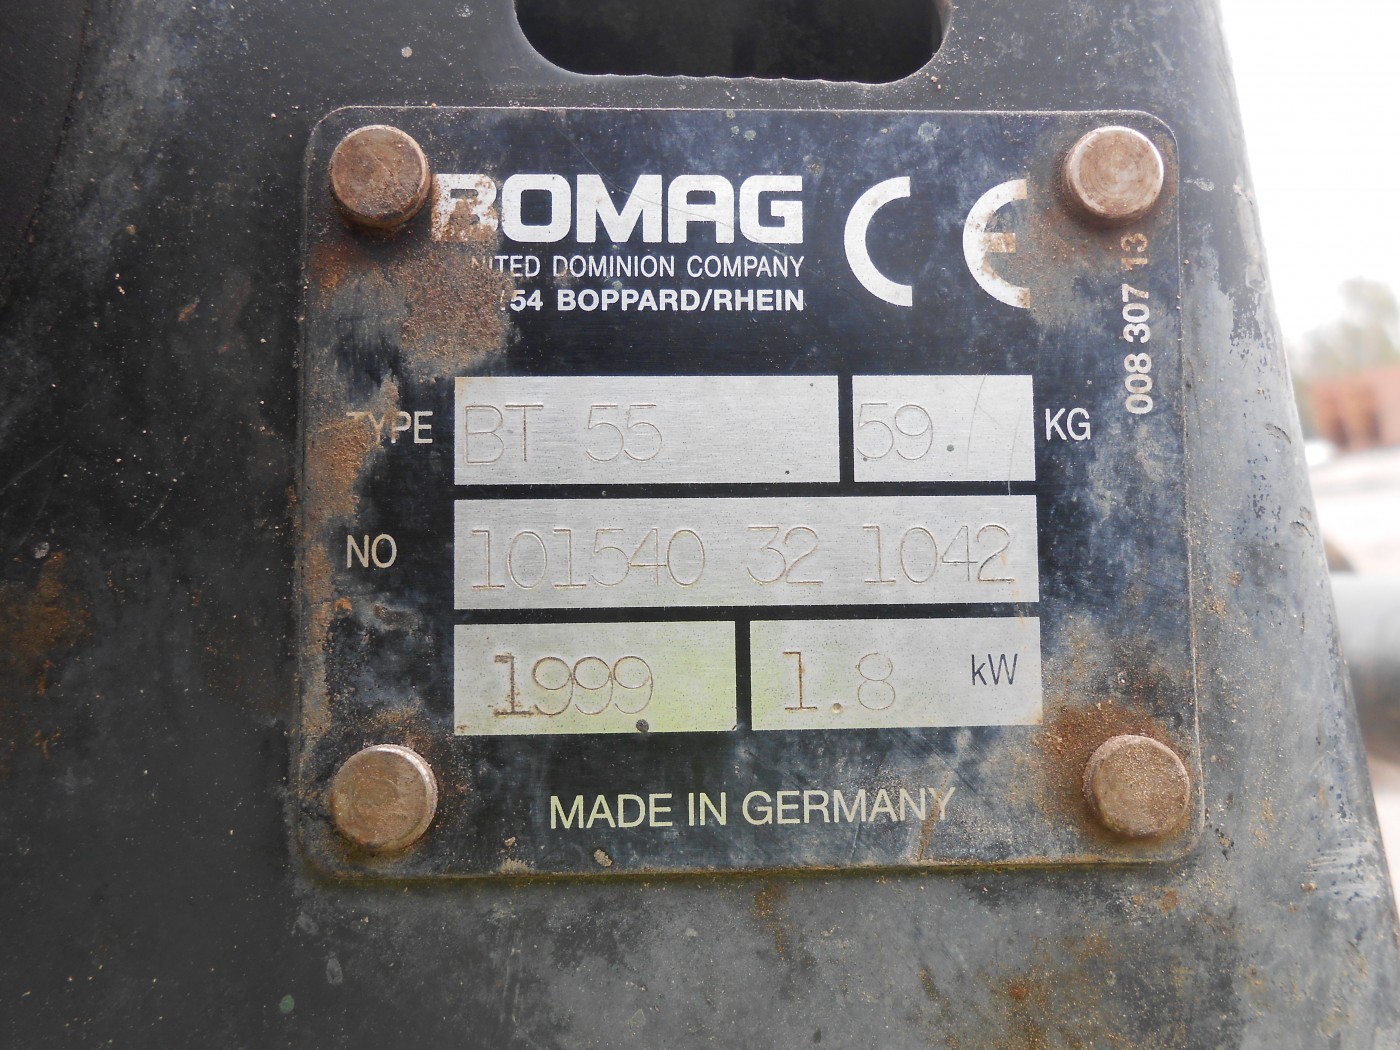 BOMAG CE
UNITED DOMINION COMPANY
54 BOPPARD/RHEIN
008 307 13
TYPE BT 55 59 KG
NO 101540 32 1042
1999 1.8 kW
MADE IN GERMANY